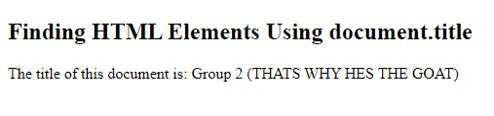 Finding HTML Elements Using document.title
The title of this document is: Group 2 (THATS WHY HES THE GOAT)